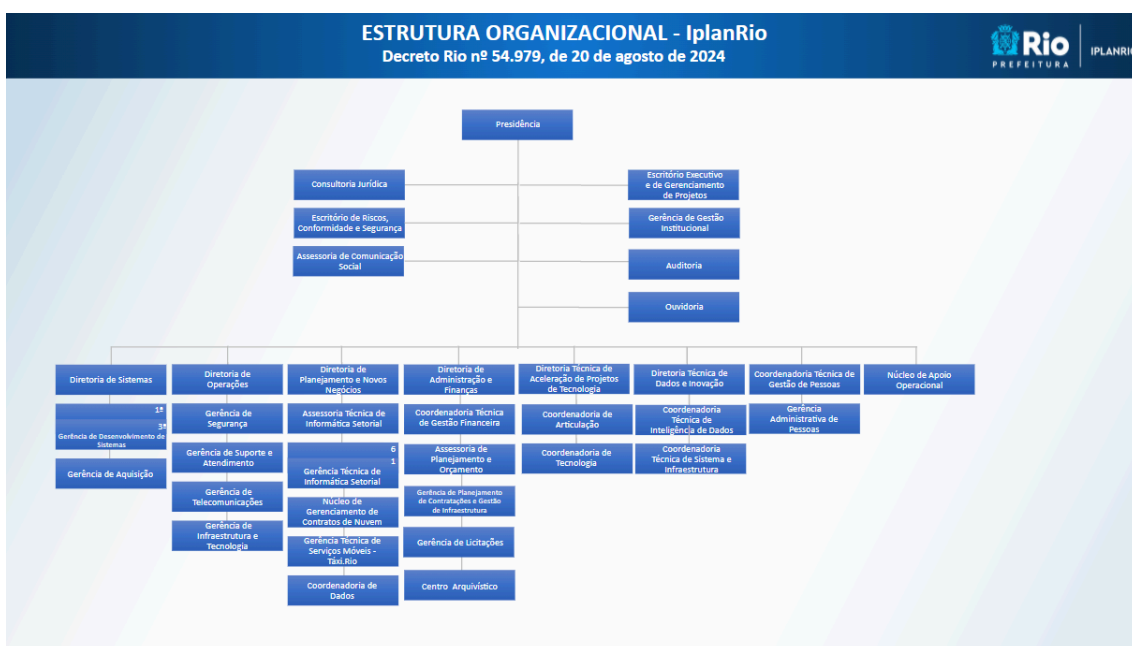 ESTRUTURA ORGANIZACIONAL - IplanRio
Decreto Rio nº 54.979, de 20 de agosto de 2024
Rio
PREFEITURA
IPLANRIO
Presidência
Consultoria Jurídica
Escritório Executivo
e de Gerenciamento
de Projetos
Escritório de Riscos,
Conformidade e Segurança
Gerência de Gestão
Institucional
Assessoria de Comunicação
Social
Auditoria
Ouvidoria
Diretoria de Sistemas
1ª
3ª
Gerência de Desenvolvimento de
Sistemas
Gerência de Aquisição
Diretoria de
Operações
Gerência de
Segurança
Gerência de Suporte e
Atendimento
Gerência de
Telecomunicações
Gerência de
Infraestrutura e
Tecnologia
Diretoria de
Planejamento e Novos
Negócios
Assessoria Técnica de
Informática Setorial
6
1
Gerência Técnica de
Informática Setorial
Núcleo de
Gerenciamento de
Contratos de Nuvem
Gerência Técnica de
Serviços Móveis -
Táxi.Rio
Coordenadoria de
Dados
Diretoria de
Administração e
Finanças
Coordenadoria Técnica
de Gestão Financeira
Assessoria de
Planejamento e
Orçamento
Gerência de Planejamento
de Contratações e Gestão
de Infraestrutura
Gerência de Licitações
Centro Arquivístico
Diretoria Técnica de
Aceleração de Projetos
de Tecnologia
Coordenadoria de
Articulação
Coordenadoria de
Tecnologia
Diretoria Técnica de
Dados e Inovação
Coordenadoria
Técnica de
Inteligência de Dados
Coordenadoria
Técnica de Sistema e
Infraestrutura
Coordenadoria Técnica de
Gestão de Pessoas
Gerência
Administrativa de
Pessoas
Núcleo de Apoio
Operacional